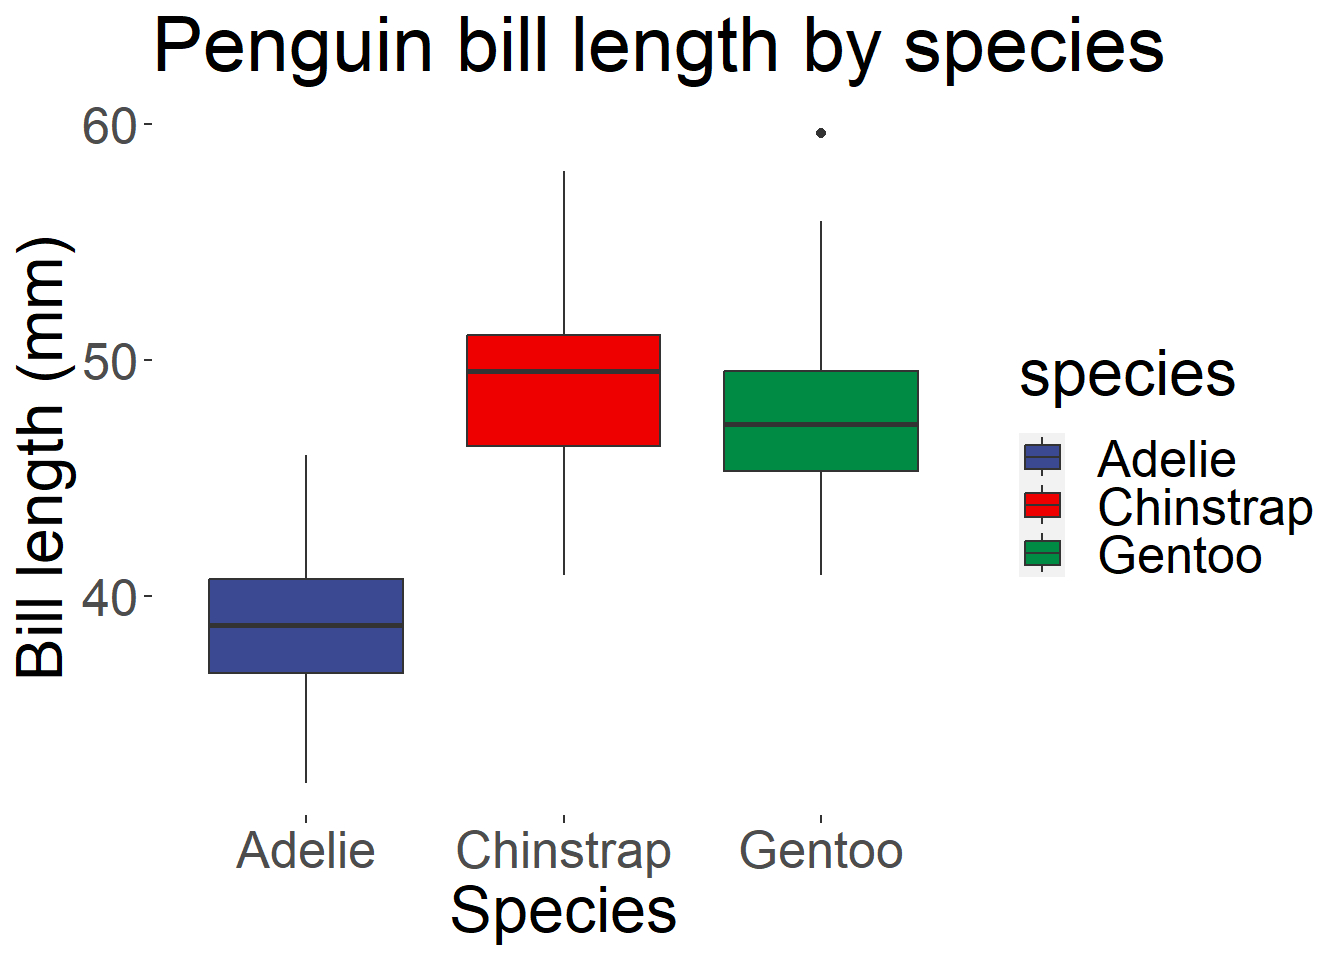 Penguin bill length by species
60
50
40
Bill length (mm)
Adelie Chinstrap Gentoo
Species
species
Adelie
Chinstrap
Gentoo